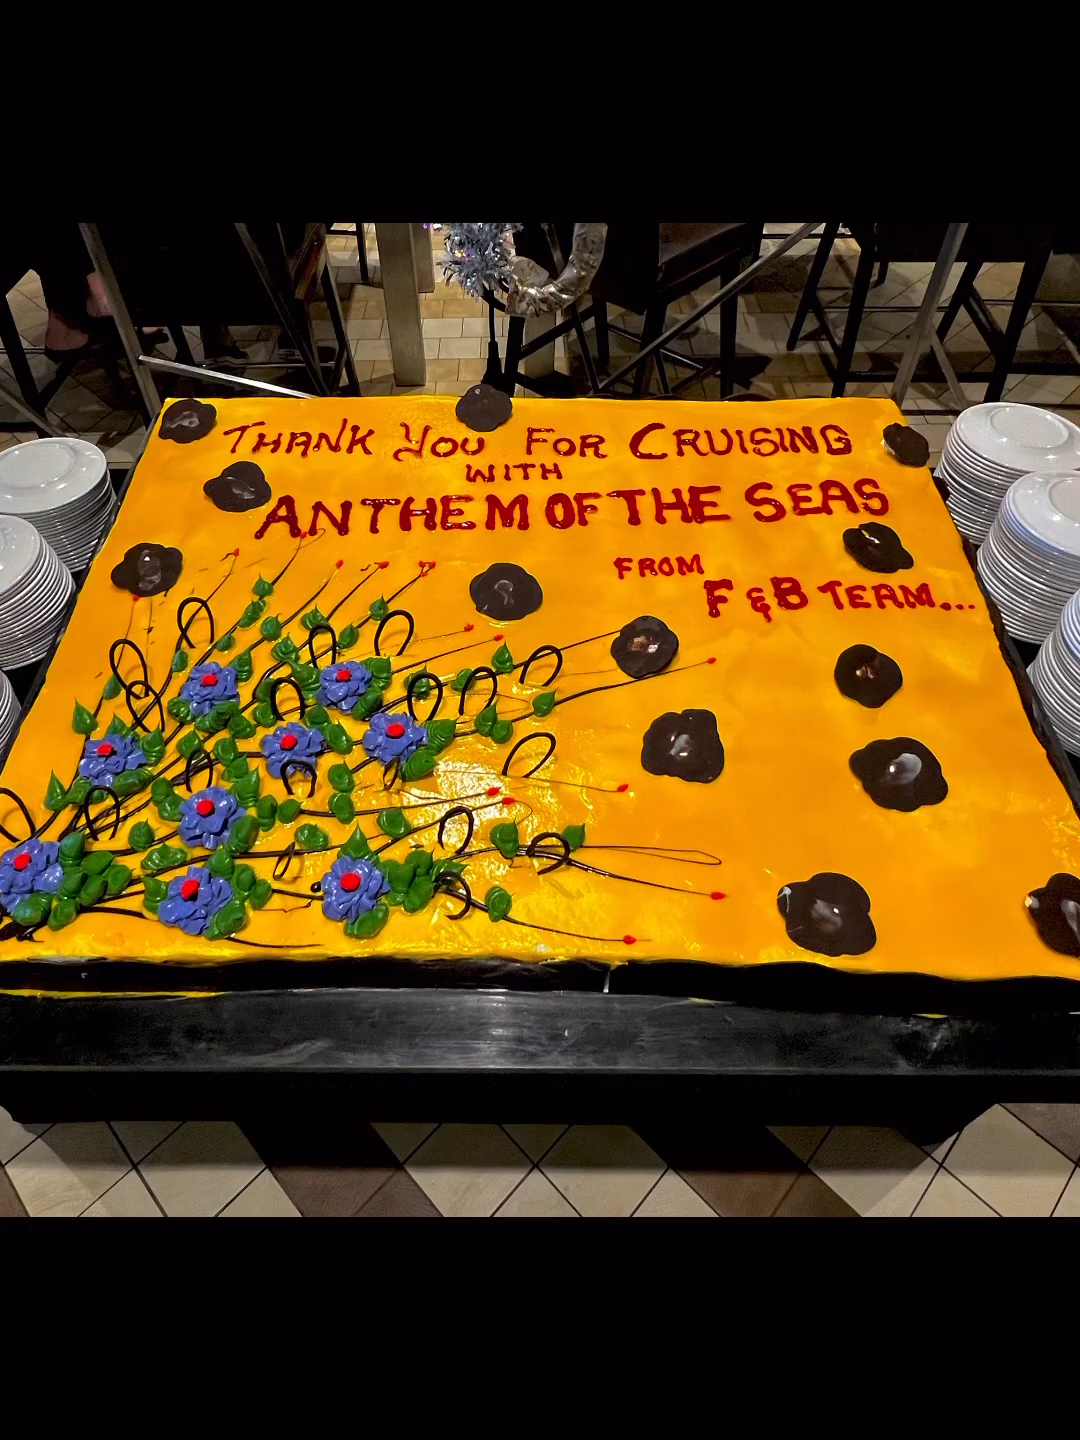 THANK YOU FOR CRUISING
WITH
ANTHEM OF THE SEAS
FROM
F & B TEAM...